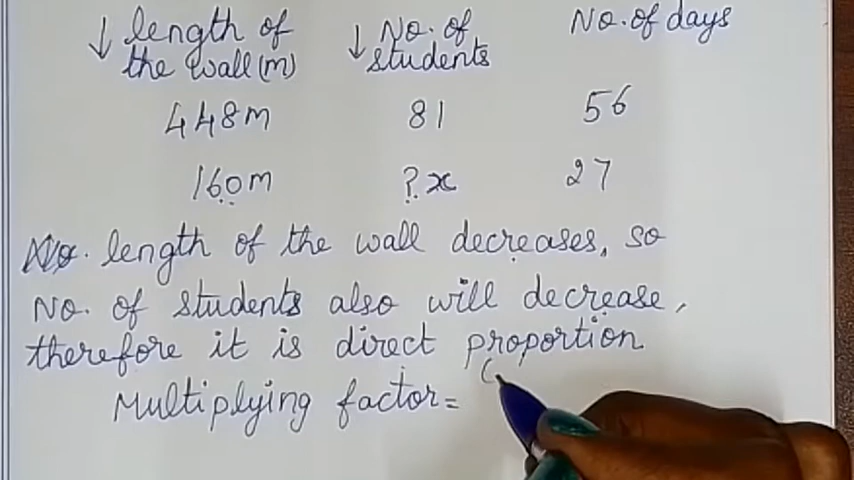 ↓ length of the wall (m) ↓ No. of students No. of days
448m 81 56
160m ? x 27
No. length of the wall decreases, so
No. of students also will decrease,
therefore it is direct proportion
Multiplying factor = (